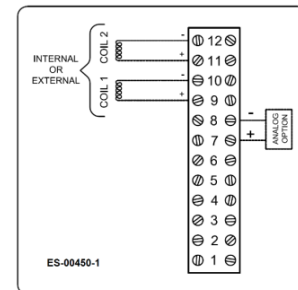 COIL 2
-
+
INTERNAL
OR
EXTERNAL
COIL 1
-
+
12
11
10
9
8
7
6
5
4
3
2
1
-
+
ANALOG
OPTION
ES-00450-1